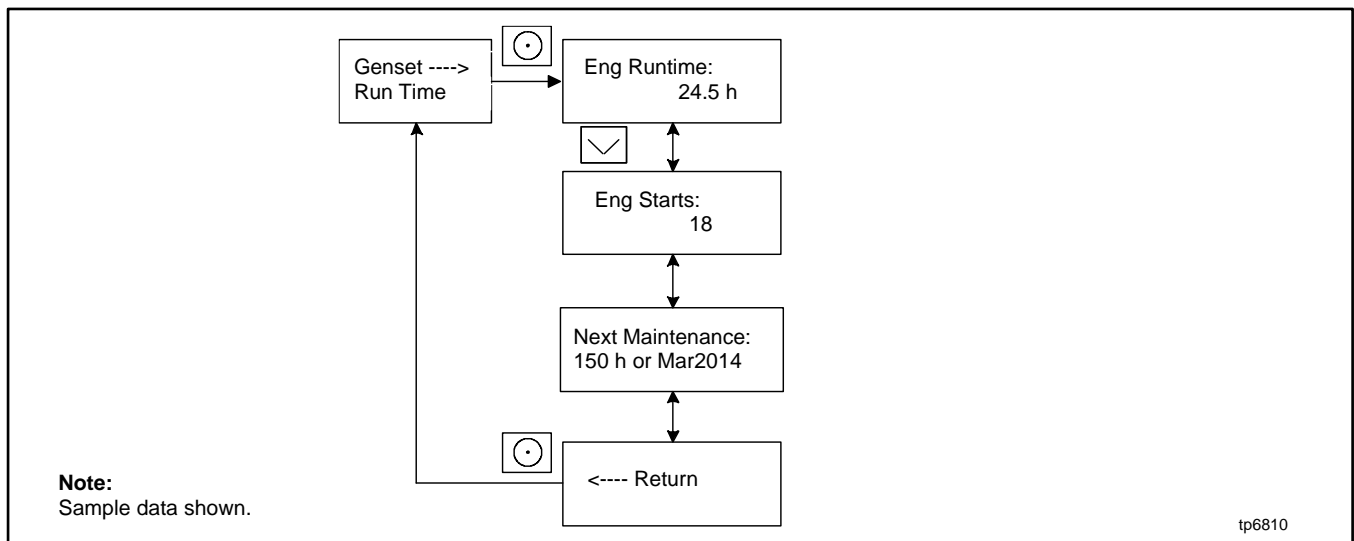 Genset ---->
Run Time
Eng Runtime:
24.5 h
Eng Starts:
18
Next Maintenance:
150 h or Mar2014
<---- Return
Note:
Sample data shown.
tp6810